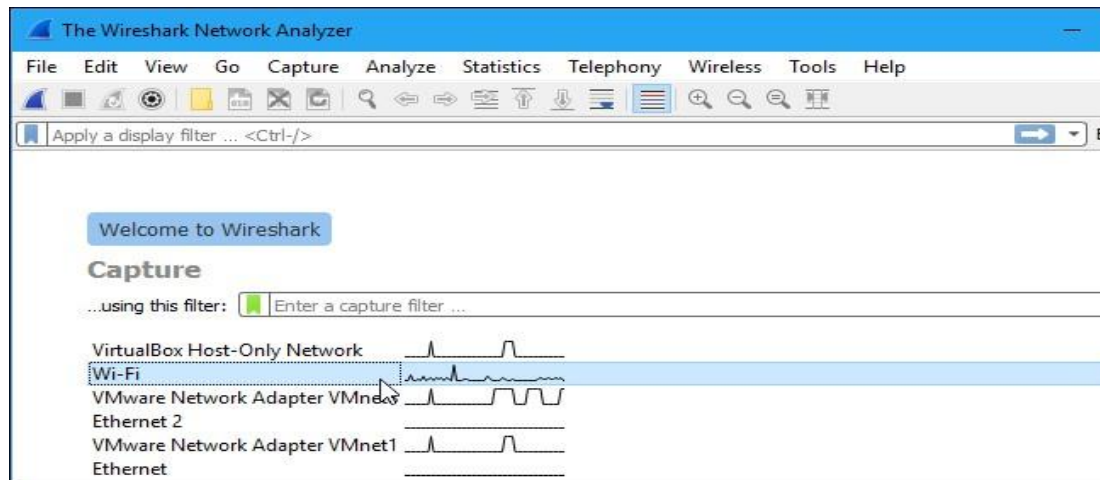 The Wireshark Network Analyzer
File Edit View Go Capture Analyze Statistics Telephony Wireless Tools Help
Apply a display filter ... <Ctrl-/>
Welcome to Wireshark
Capture
...using this filter: Enter a capture filter ...
VirtualBox Host-Only Network
Wi-Fi
VMware Network Adapter
Ethernet 2
VMware Network Adapter VMnet1
Ethernet